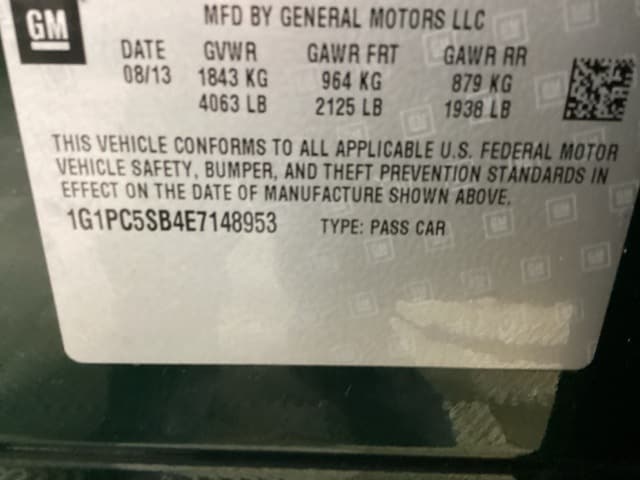 GM
MFD BY GENERAL MOTORS LLC
DATE GVWR GAWR FRT GAWR RR
08/13 1843 KG 964 KG 879 KG
4063 LB 2125 LB 1938 LB
THIS VEHICLE CONFORMS TO ALL APPLICABLE U.S. FEDERAL MOTOR
VEHICLE SAFETY, BUMPER, AND THEFT PREVENTION STANDARDS IN
EFFECT ON THE DATE OF MANUFACTURE SHOWN ABOVE.
1G1PC5SB4E7148953 TYPE: PASS CAR